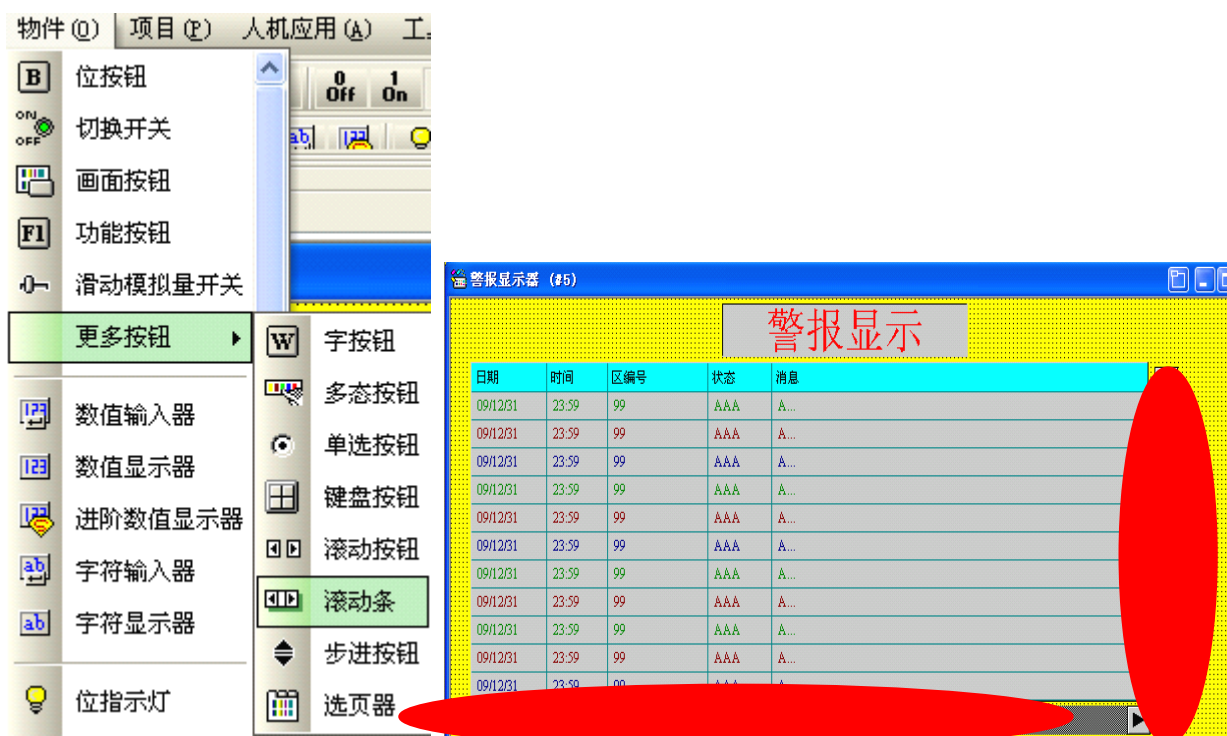 物件(O) 项目(P) 人机应用(A) 工
B 位按钮
0 Off 1 On
ON OFF 切换开关
画面按钮
F1 功能按钮
滑动模拟量开关
更多按钮
123 数值输入器
123 数值显示器
进阶数值显示器
ab 字符输入器
ab 字符显示器
位指示灯
W 字按钮
多态按钮
单选按钮
键盘按钮
滚动按钮
滚动条
步进按钮
选页器
警报显示器 (#5)
警报显示
日期 时间 区编号 状态 消息
09/12/31 23:59 99 AAA A...
09/12/31 23:59 99 AAA A...
09/12/31 23:59 99 AAA A...
09/12/31 23:59 99 AAA A...
09/12/31 23:59 99 AAA A...
09/12/31 23:59 99 AAA A...
09/12/31 23:59 99 AAA A...
09/12/31 23:59 99 AAA A...
09/12/31 23:59 99 AAA A...
09/12/31 23:59 99 AAA A...
09/12/31 23:59